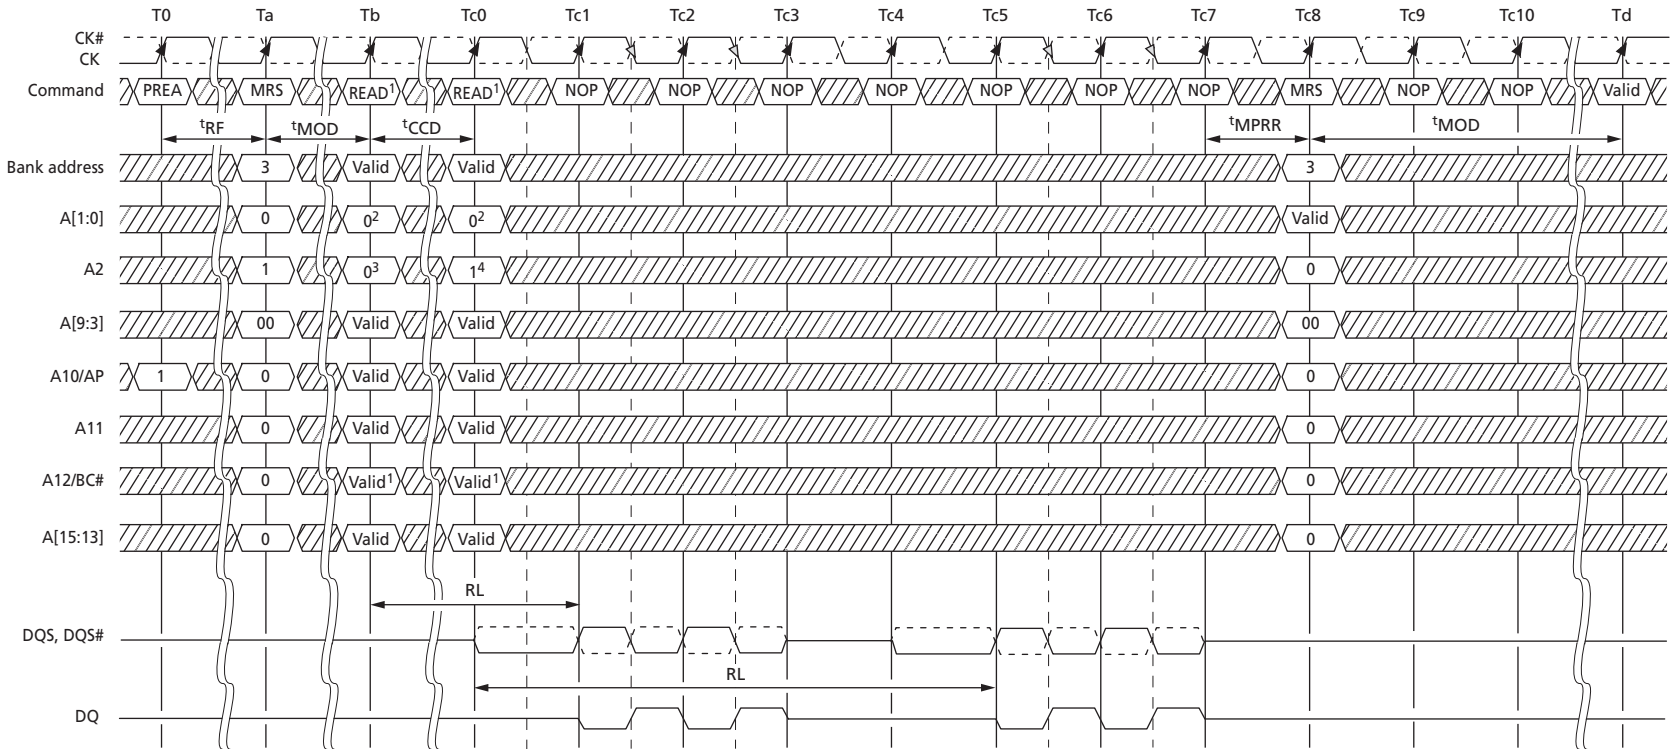 T0 Ta Tb Tc0 Tc1 Tc2 Tc3 Tc4 Tc5 Tc6 Tc7 Tc8 Tc9 Tc10 Td
CK#
CK
Command PREA MRS READ¹ READ¹ NOP NOP NOP NOP NOP NOP NOP MRS NOP NOP Valid
ᵗRF ᵗMOD ᵗCCD ᵗMPRR ᵗMOD
Bank address 3 Valid Valid 3
A[1:0] 0 0² 0² Valid
A2 1 0³ 1⁴ 0
A[9:3] 00 Valid Valid 00
A10/AP 1 0 Valid Valid 0
A11 0 Valid Valid 0
A12/BC# 0 Valid¹ Valid¹ 0
A[15:13] 0 Valid Valid 0
RL
DQS, DQS#
RL
DQ